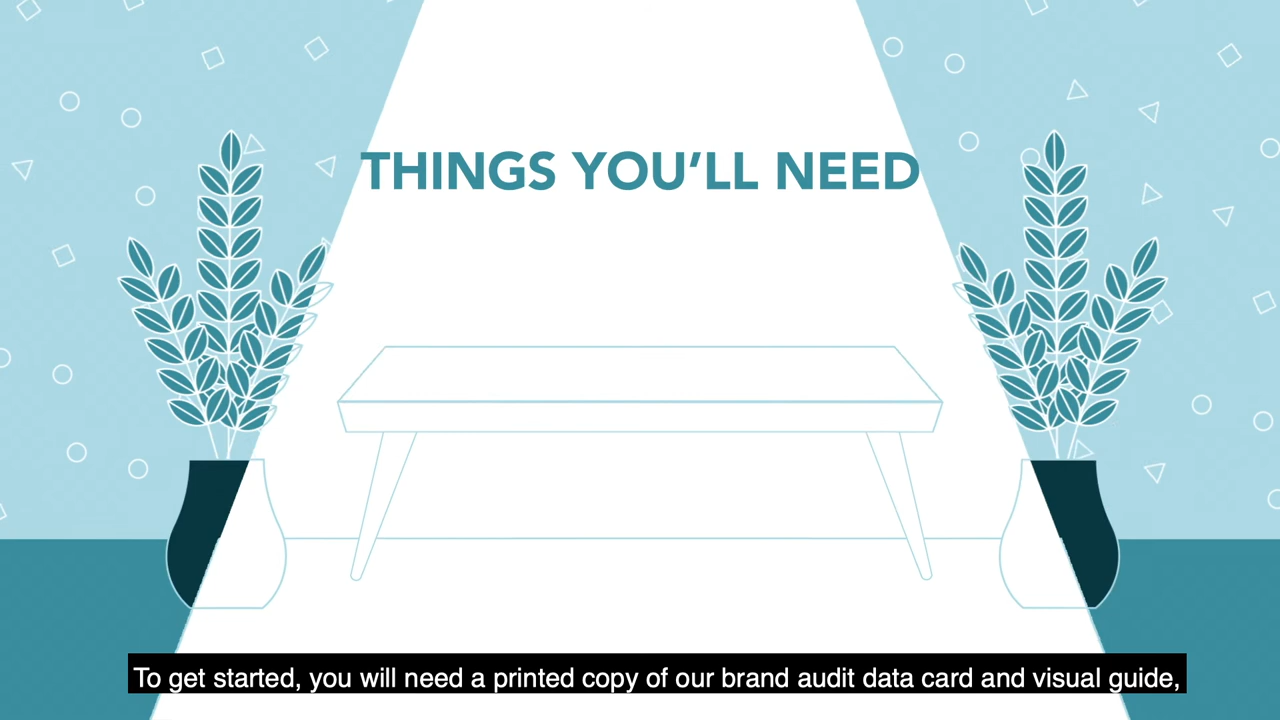 THINGS YOU’LL NEED
To get started, you will need a printed copy of our brand audit data card and visual guide,